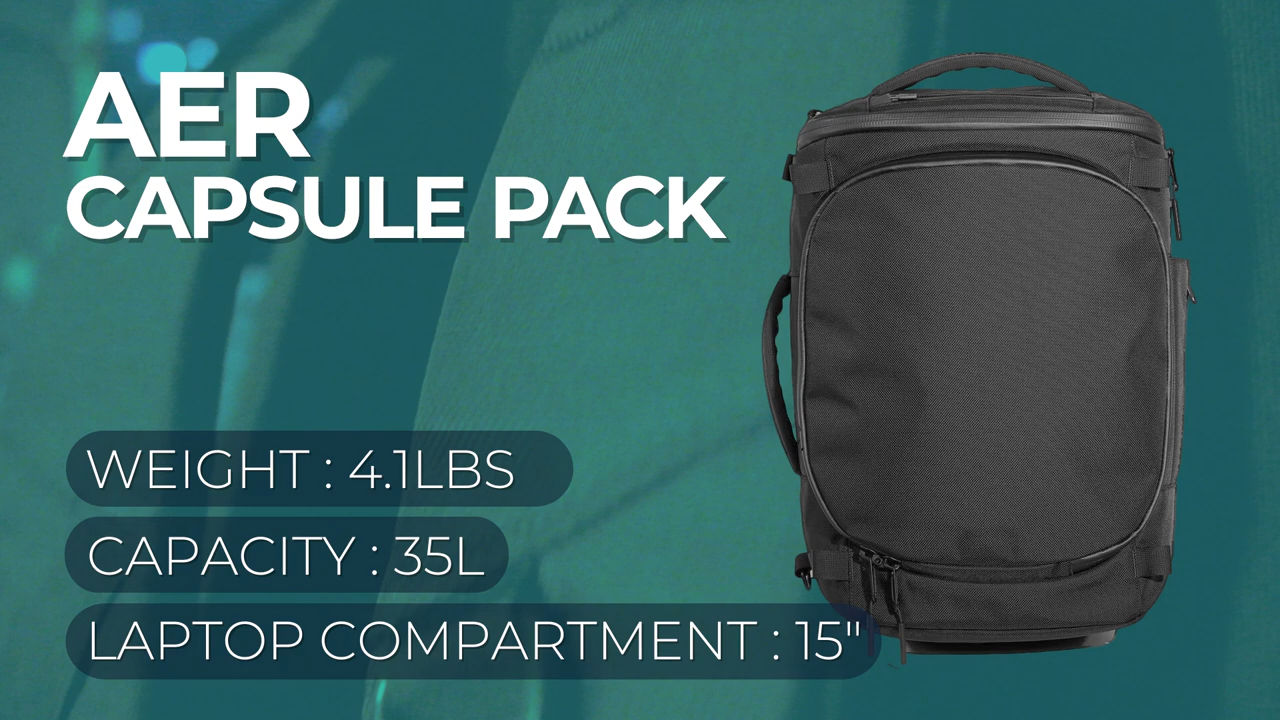 AER
CAPSULE PACK
WEIGHT : 4.1LBS
CAPACITY : 35L
LAPTOP COMPARTMENT : 15"